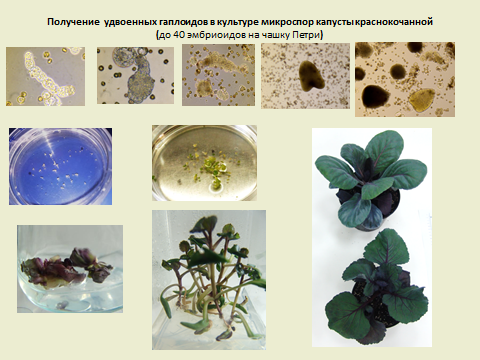 Получение удвоенных гаплоидов в культуре микроспор капусты краснокочанной
(до 40 эмбриоидов на чашку Петри)